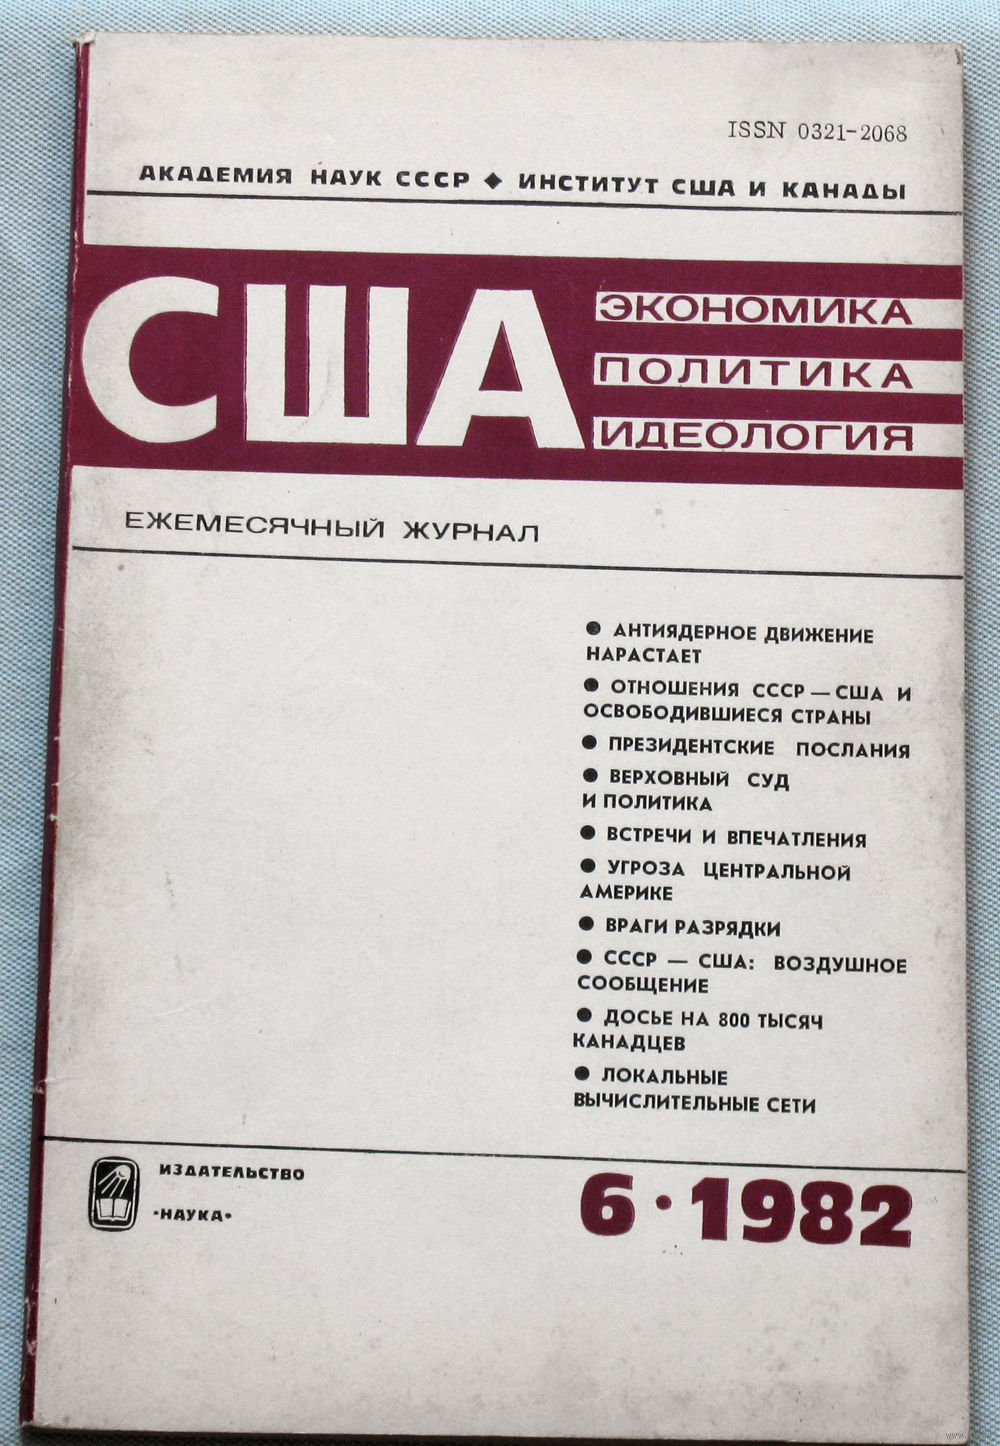 ISSN 0321-2068
АКАДЕМИЯ НАУК СССР ◆ ИНСТИТУТ США И КАНАДЫ
США
ЭКОНОМИКА
ПОЛИТИКА
ИДЕОЛОГИЯ
ЕЖЕМЕСЯЧНЫЙ ЖУРНАЛ
● АНТИЯДЕРНОЕ ДВИЖЕНИЕ
НАРАСТАЕТ
● ОТНОШЕНИЯ СССР — США И
ОСВОБОДИВШИЕСЯ СТРАНЫ
● ПРЕЗИДЕНТСКИЕ ПОСЛАНИЯ
● ВЕРХОВНЫЙ СУД
И ПОЛИТИКА
● ВСТРЕЧИ И ВПЕЧАТЛЕНИЯ
● УГРОЗА ЦЕНТРАЛЬНОЙ
АМЕРИКЕ
● ВРАГИ РАЗРЯДКИ
● СССР — США: ВОЗДУШНОЕ
СООБЩЕНИЕ
● ДОСЬЕ НА 800 ТЫСЯЧ
КАНАДЦЕВ
● ЛОКАЛЬНЫЕ
ВЫЧИСЛИТЕЛЬНЫЕ СЕТИ
ИЗДАТЕЛЬСТВО
«НАУКА»
6 • 1982